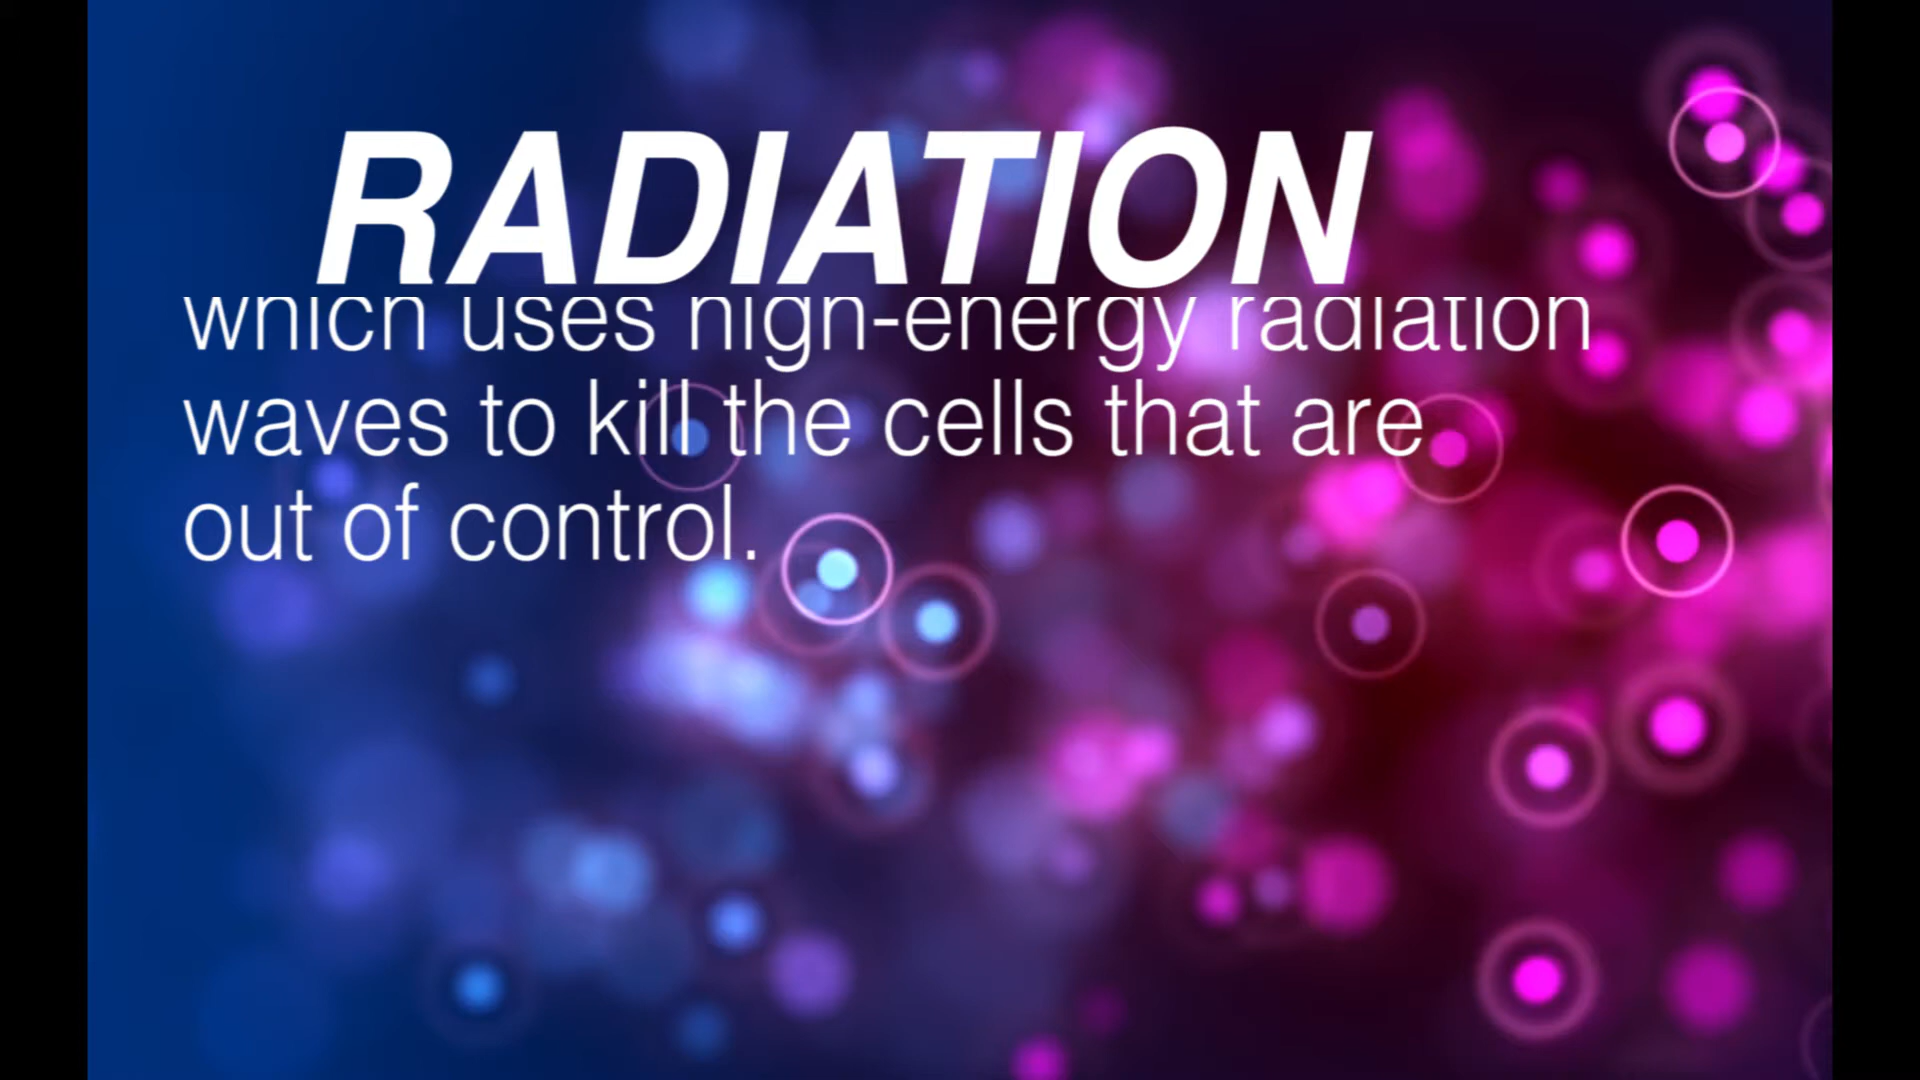 RADIATION
which uses high-energy radiation
waves to kill the cells that are
out of control.